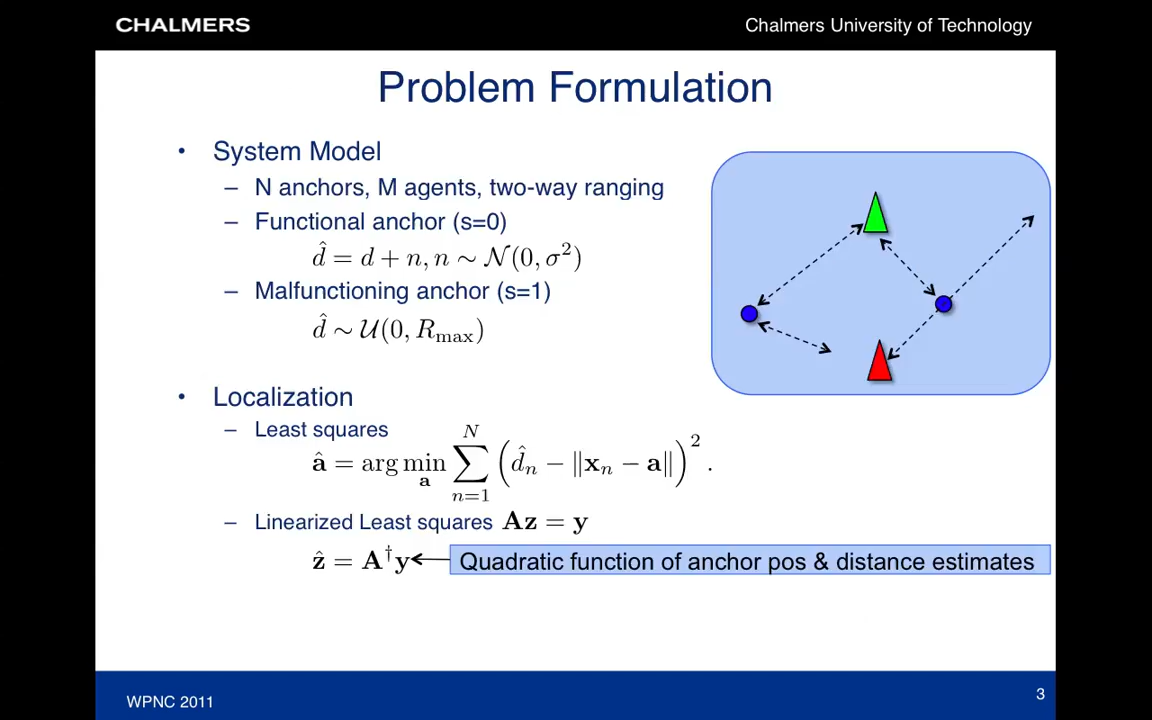 CHALMERS
Chalmers University of Technology
Problem Formulation
• System Model
– N anchors, M agents, two-way ranging
– Functional anchor (s=0)
d̂ = d + n, n ∼ 𝒩(0, σ²)
– Malfunctioning anchor (s=1)
d̂ ∼ 𝒰(0, R_max)
• Localization
– Least squares
â = arg min_a ∑_{n=1}^{N} (d̂_n − ‖x_n − a‖)² .
– Linearized Least squares Az = y
ẑ = A†y
Quadratic function of anchor pos & distance estimates
WPNC 2011
3